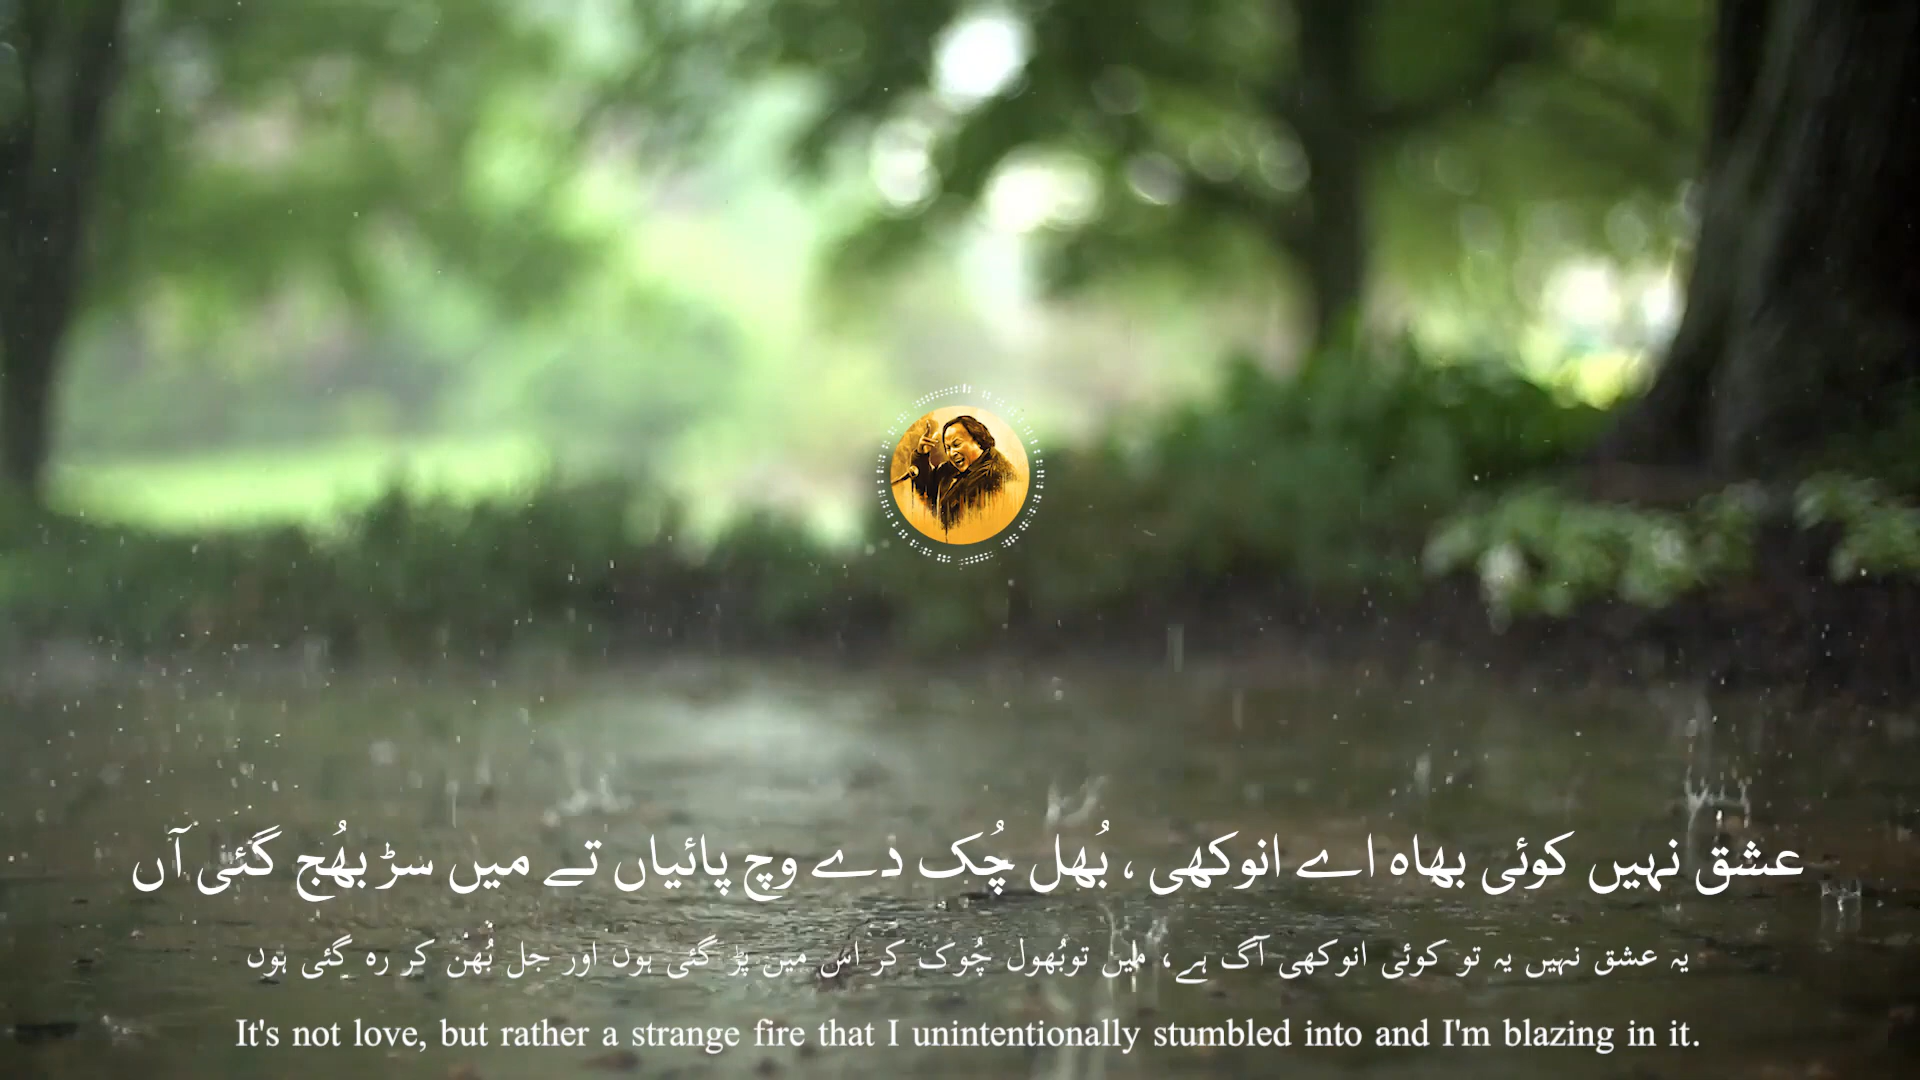 عشق نہیں کوئی بھاہ اے انوکھی ، بُھل چُک دے وچ پائیاں تے میں سڑ بھُج گئی آں
یہ عشق نہیں یہ تو کوئی انوکھی آگ ہے، میں توبُھول چُوک کر اس میں پڑ گئی ہوں اور جل بُھن کر رہ گئی ہوں
It's not love, but rather a strange fire that I unintentionally stumbled into and I'm blazing in it.